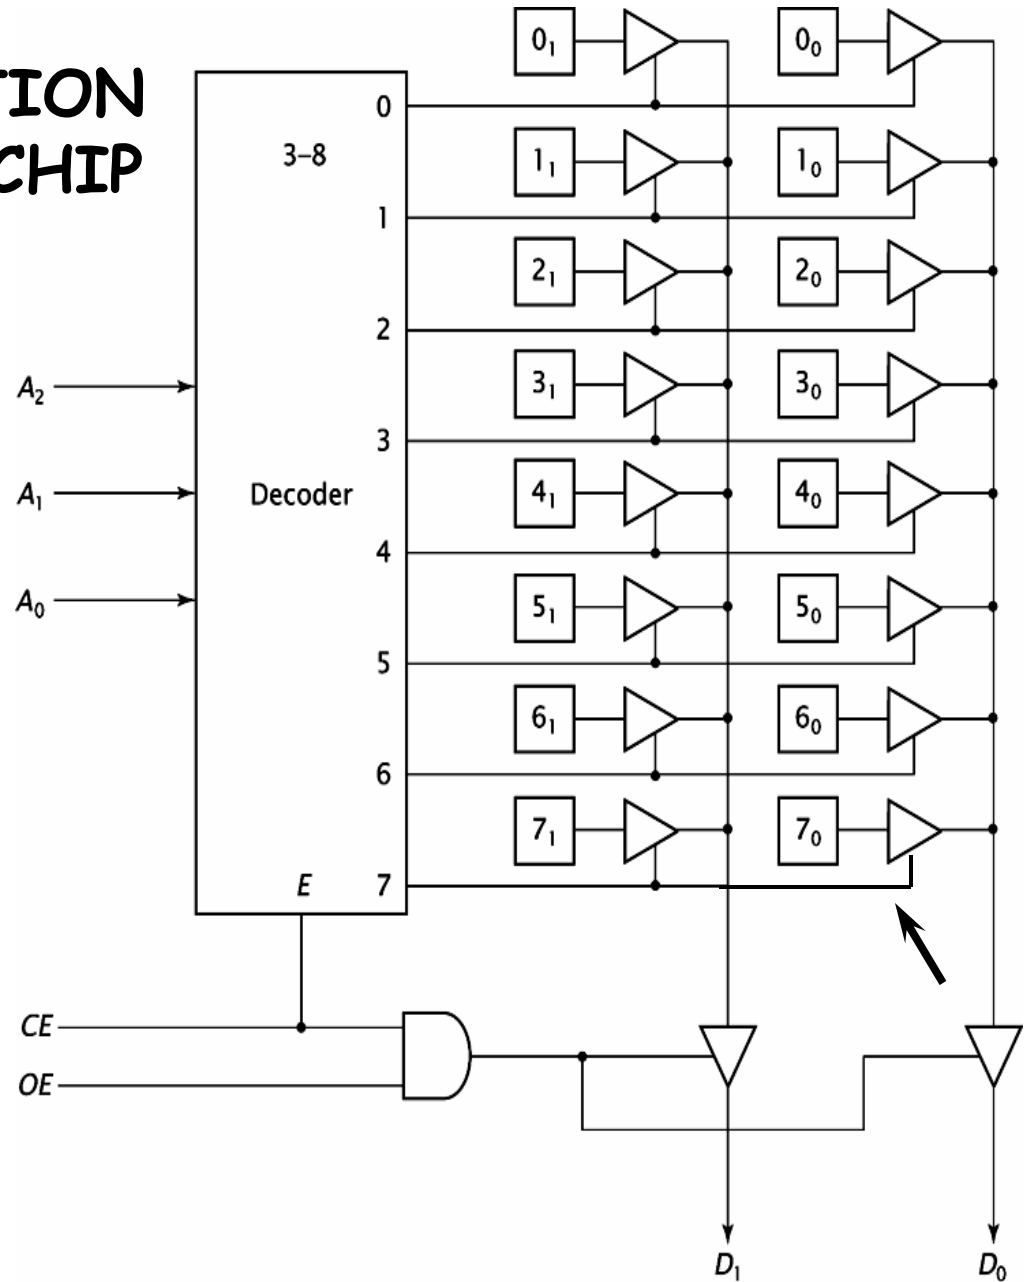 0₁ 0₀
TION
0
CHIP
3–8
1₁ 1₀
1
2₁ 2₀
2
3₁ 3₀
A₂
3
4₁ 4₀
A₁
Decoder
4
5₁ 5₀
A₀
5
6₁ 6₀
6
7₁ 7₀
E 7
CE
OE
D₁ D₀